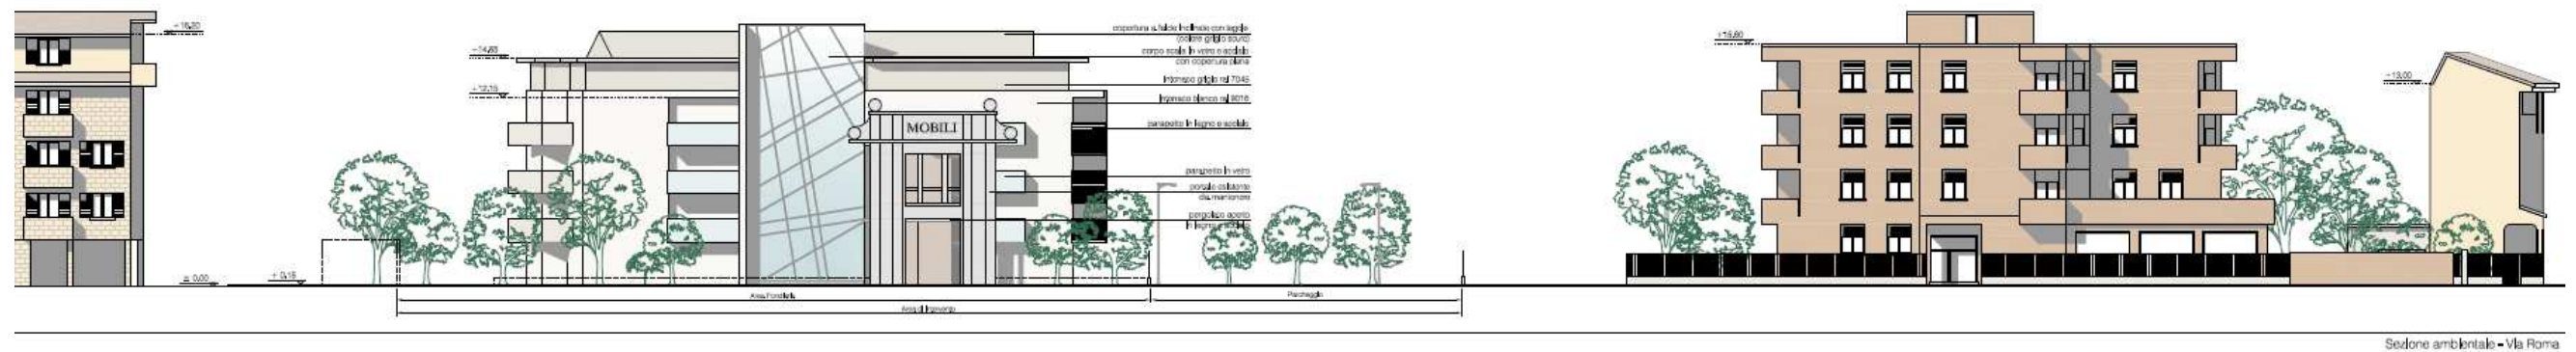 +16,20
+14,83
+12,15
± 0,00
+ 0,15
copertura a falde inclinate con tegole
(colore grigio scuro)
corpo scala in vetro e acciaio
con copertura piana
intonaco grigio ral 7045
intonaco bianco ral 9016
parapetto in legno e acciaio
parapetto in vetro
portale esistente
da mantenere
pergolato aperto
in legno e acciaio
MOBILI
Area Fondiaria
Parcheggio
Area di intervento
+15,60
+13,00
Sezione ambientale - Via Roma